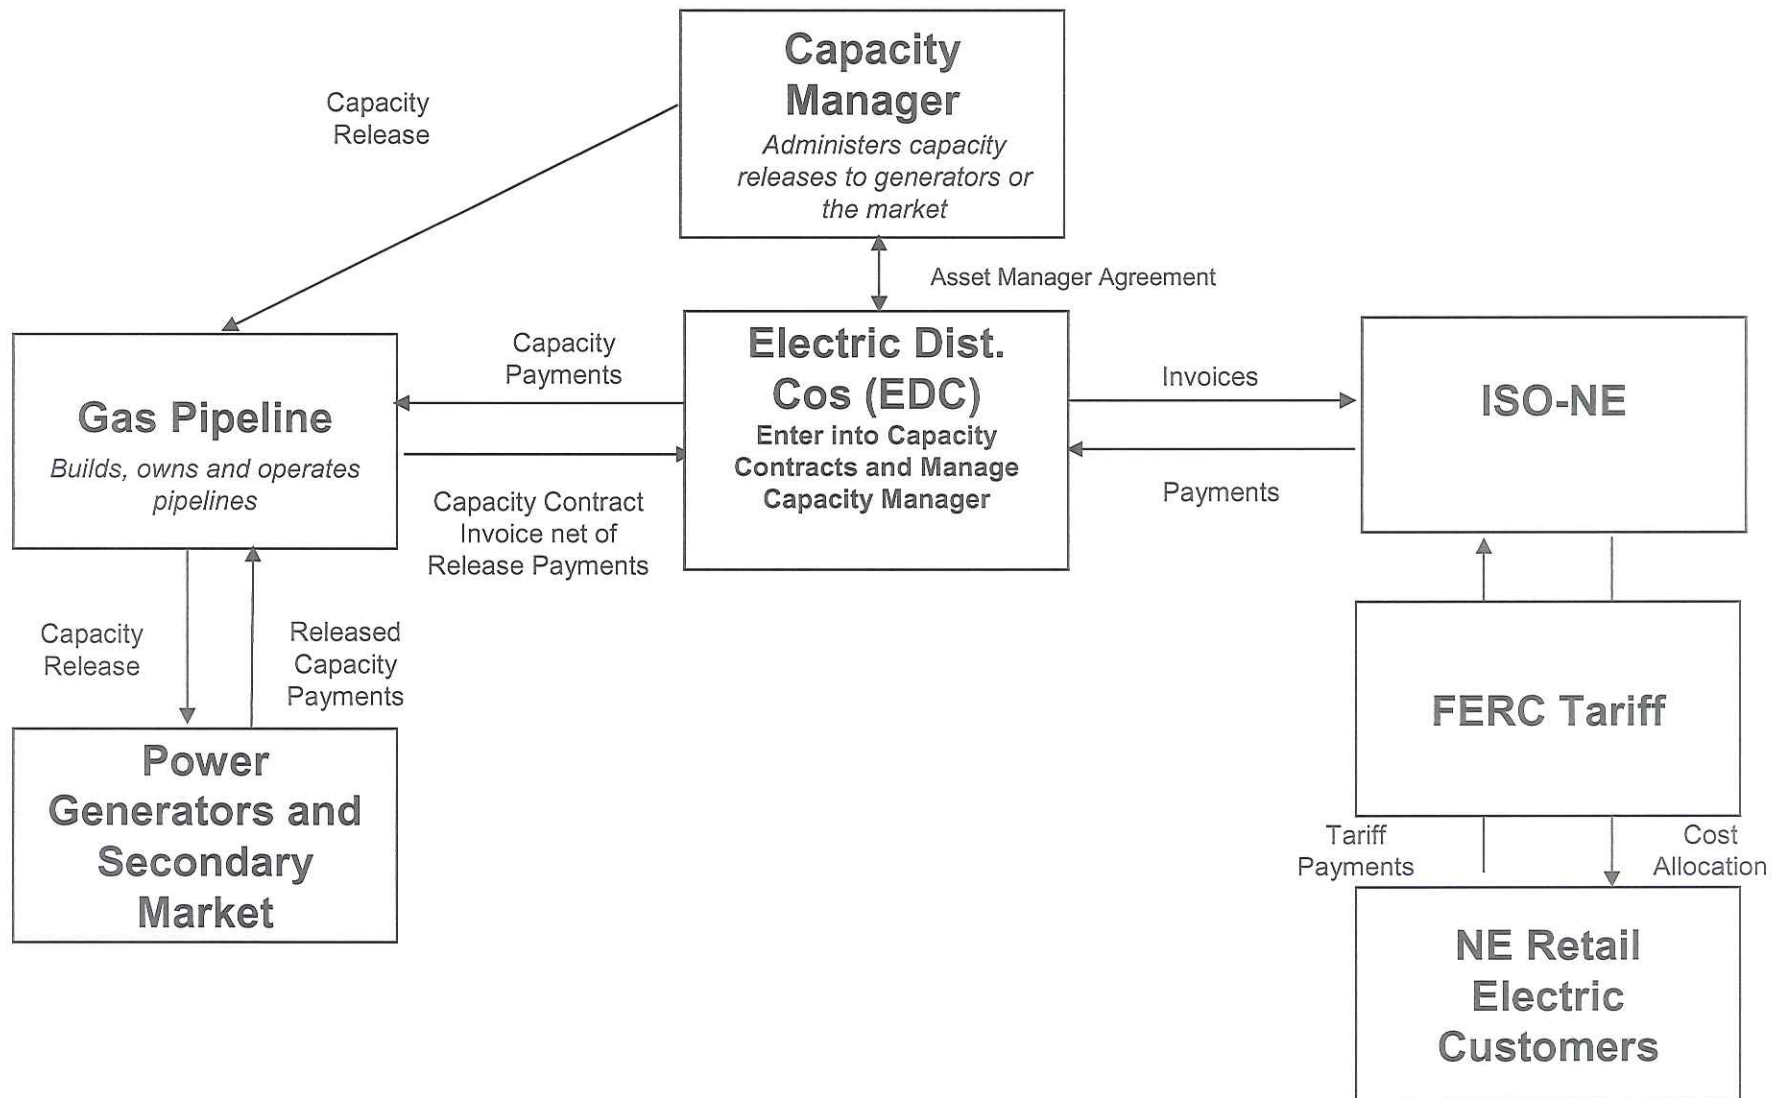 Capacity
Manager
Administers capacity
releases to generators or
the market
Capacity
Release
Asset Manager Agreement
Gas Pipeline
Builds, owns and operates
pipelines
Capacity
Payments
Capacity Contract
Invoice net of
Release Payments
Electric Dist.
Cos (EDC)
Enter into Capacity
Contracts and Manage
Capacity Manager
Invoices
Payments
ISO-NE
Capacity
Release
Released
Capacity
Payments
FERC Tariff
Power
Generators and
Secondary
Market
Tariff
Payments
Cost
Allocation
NE Retail
Electric
Customers